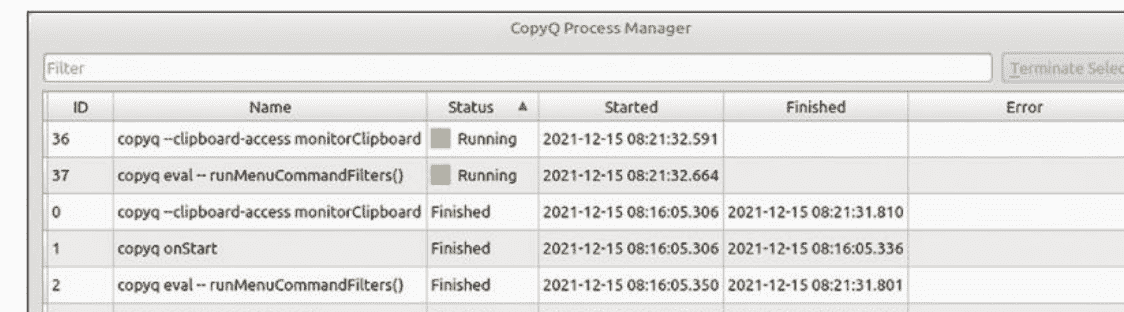 CopyQ Process Manager
Filter Terminate
ID Name Status ▲ Started Finished Error
36 copyq --clipboard-access monitorClipboard Running 2021-12-15 08:21:32.591
37 copyq eval -- runMenuCommandFilters() Running 2021-12-15 08:21:32.664
0 copyq --clipboard-access monitorClipboard Finished 2021-12-15 08:16:05.306 2021-12-15 08:21:31.810
1 copyq onStart Finished 2021-12-15 08:16:05.306 2021-12-15 08:16:05.336
2 copyq eval -- runMenuCommandFilters() Finished 2021-12-15 08:16:05.350 2021-12-15 08:21:31.801